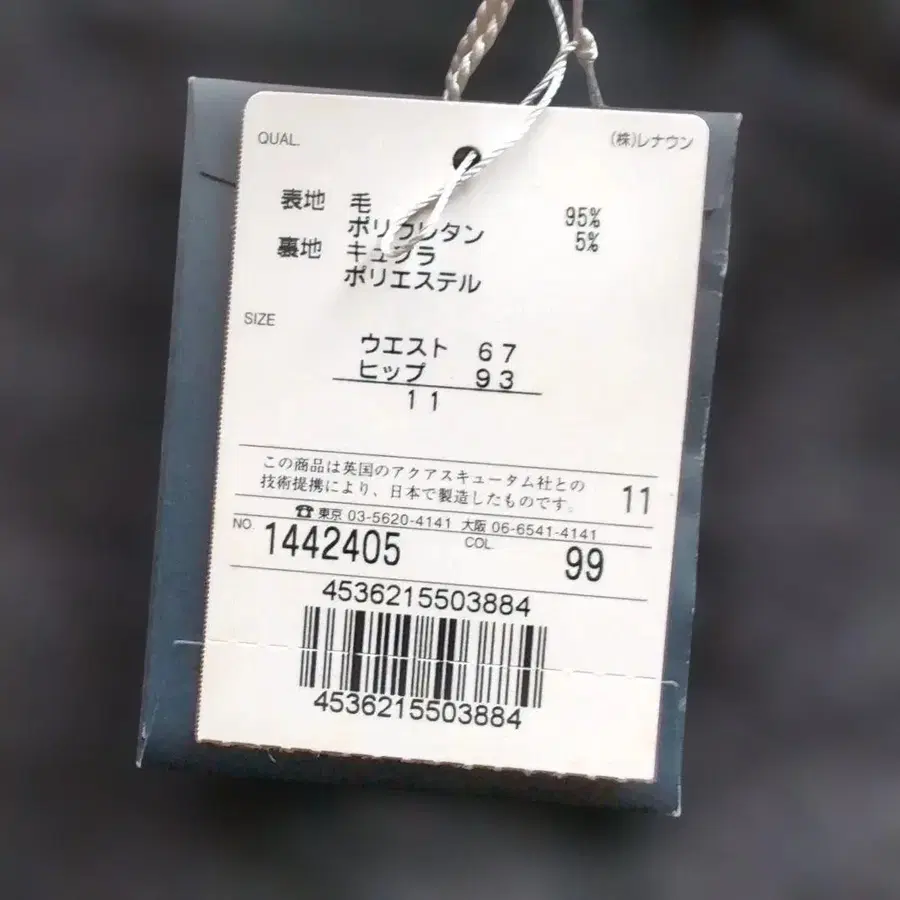 QUAL.
(株)レナウン
表地 毛 95%
ポリウレタン 5%
裏地 キュプラ
ポリエステル
SIZE
ウエスト 67
ヒップ 93
11
この商品は英国のアクアスキュータム社との
技術提携により、日本で製造したものです。
11
☎東京 03-5620-4141 大阪 06-6541-4141
NO. 1442405 COL. 99
4536215503884
4536215503884